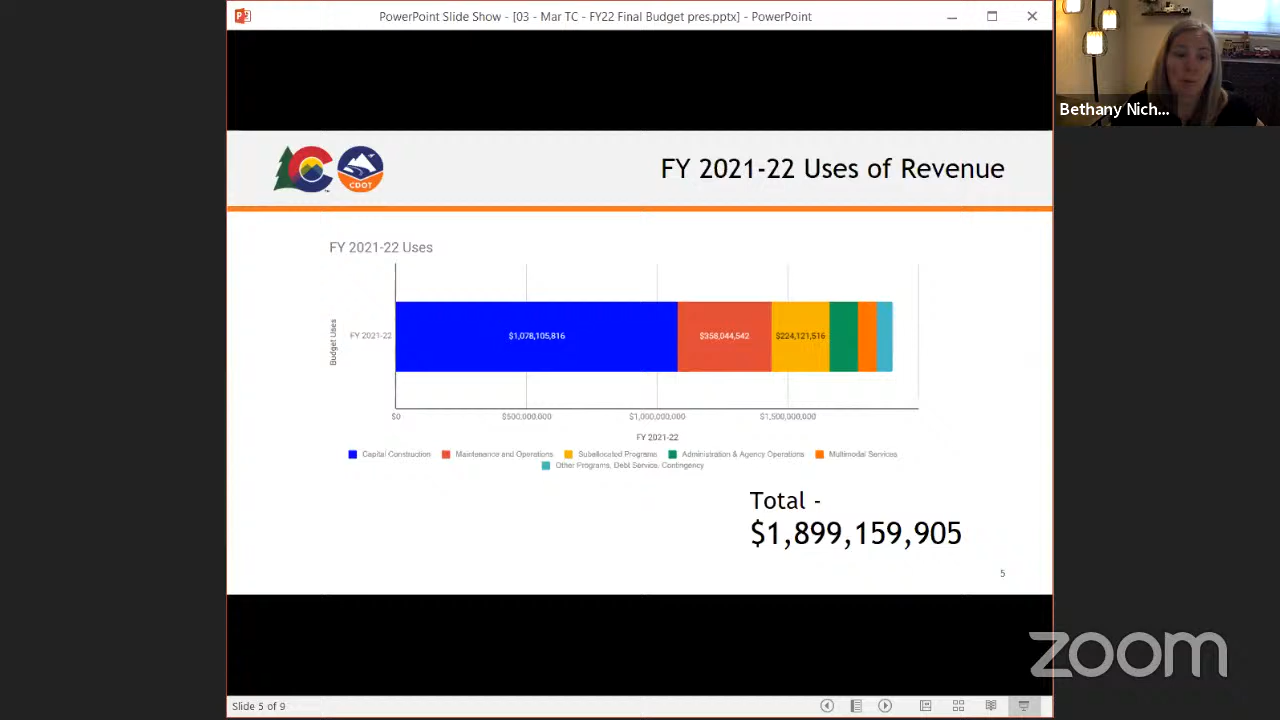 PowerPoint Slide Show - [03 - Mar TC - FY22 Final Budget pres.pptx] - PowerPoint
Bethany Nich...
CDOT
FY 2021-22 Uses of Revenue
FY 2021-22 Uses
Budget Uses
FY 2021-22
$1,078,105,816
$358,044,542
$224,121,516
$0
$500,000,000
$1,000,000,000
$1,500,000,000
FY 2021-22
Capital Construction
Maintenance and Operations
Suballocated Programs
Administration & Agency Operations
Multimodal Services
Other Programs, Debt Service, Contingency
Total -
$1,899,159,905
5
zoom
Slide 5 of 9